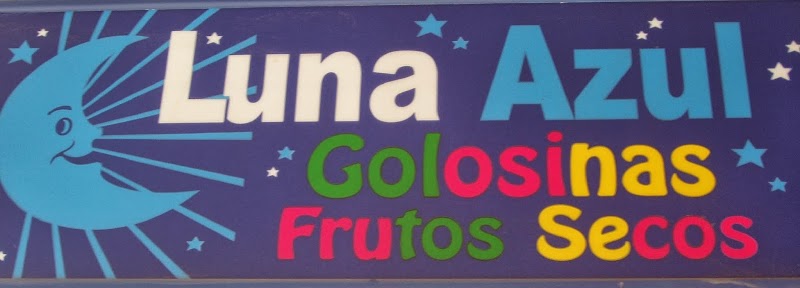 Luna Azul
Golosinas
Frutos Secos